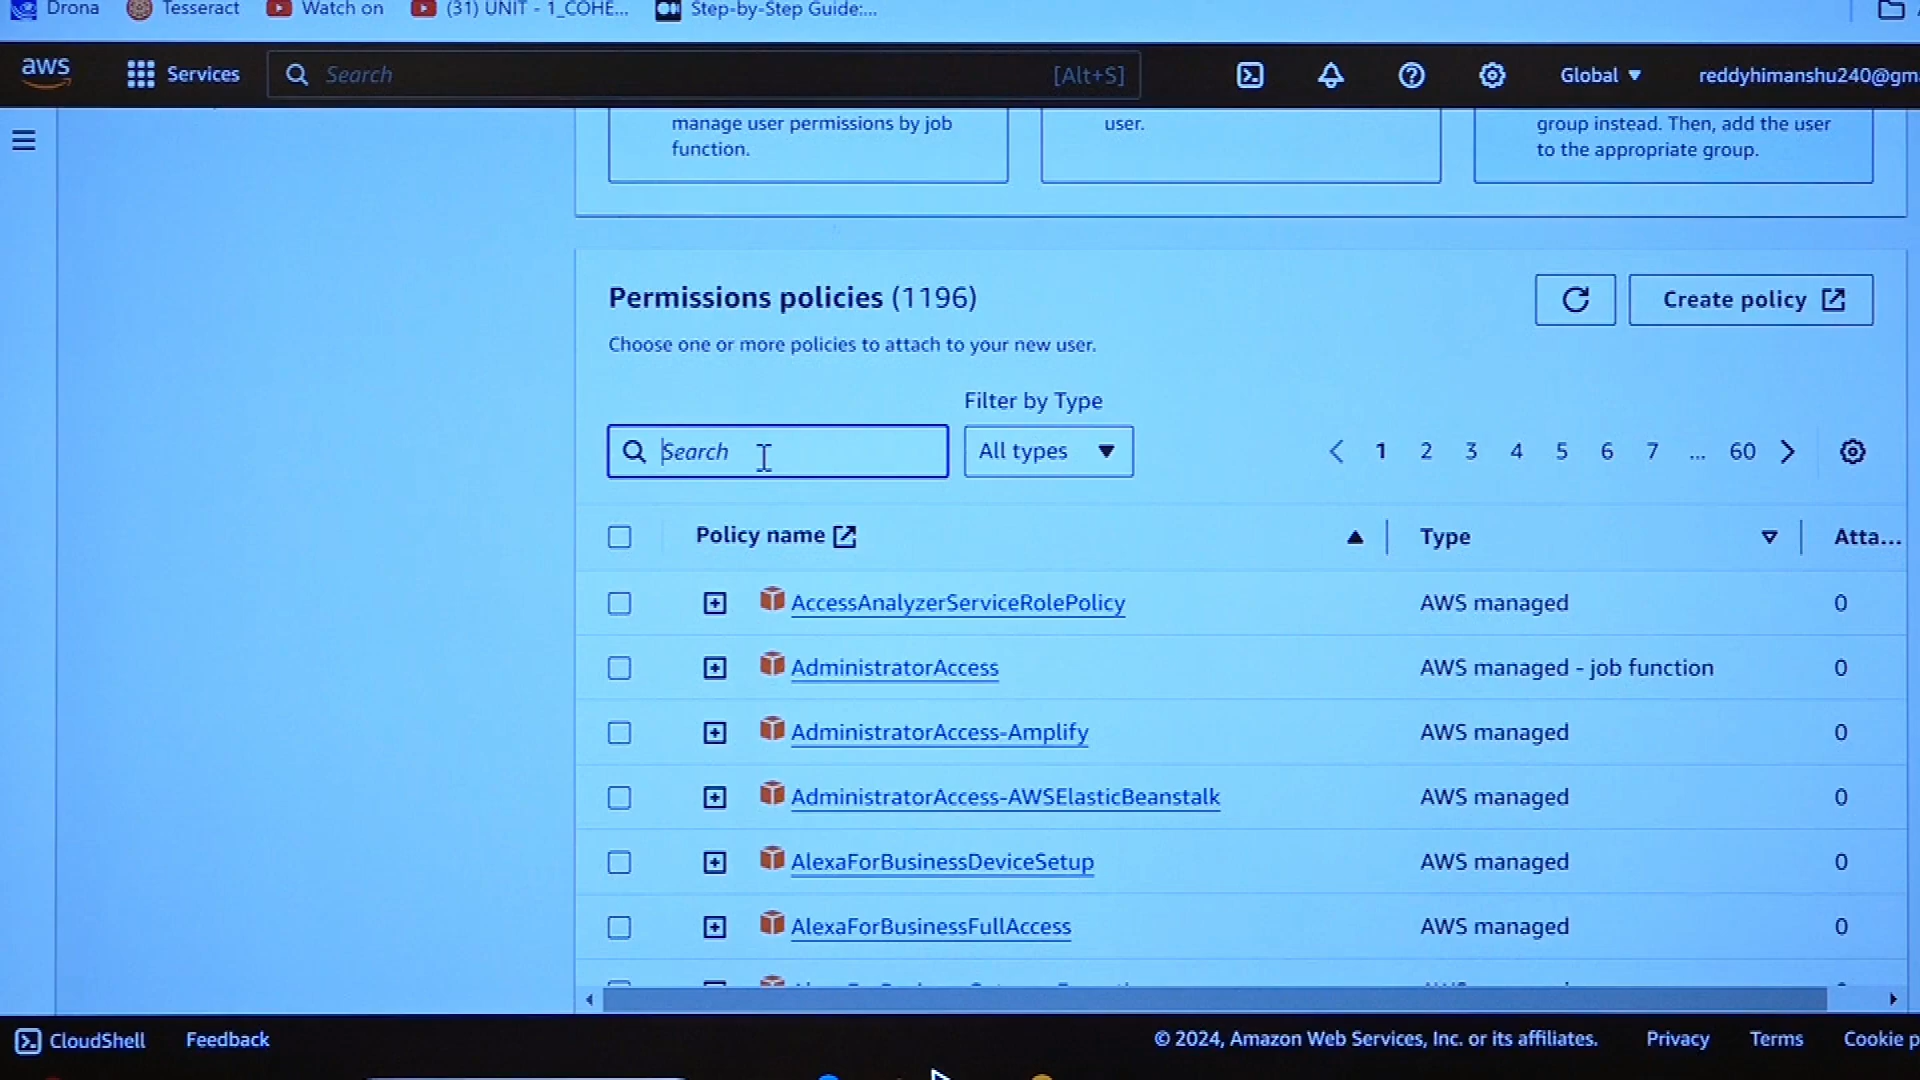 Drona Tesseract Watch on (31) UNIT - 1_COHE... Step-by-Step Guide:...
aws Services Search [Alt+S] Global reddyhimanshu240@gm
manage user permissions by job function.
user.
group instead. Then, add the user to the appropriate group.
Permissions policies (1196)
Create policy
Choose one or more policies to attach to your new user.
Filter by Type
Search All types 1 2 3 4 5 6 7 ... 60
Policy name Type Atta...
AccessAnalyzerServiceRolePolicy AWS managed 0
AdministratorAccess AWS managed - job function 0
AdministratorAccess-Amplify AWS managed 0
AdministratorAccess-AWSElasticBeanstalk AWS managed 0
AlexaForBusinessDeviceSetup AWS managed 0
AlexaForBusinessFullAccess AWS managed 0
CloudShell Feedback © 2024, Amazon Web Services, Inc. or its affiliates. Privacy Terms Cookie p